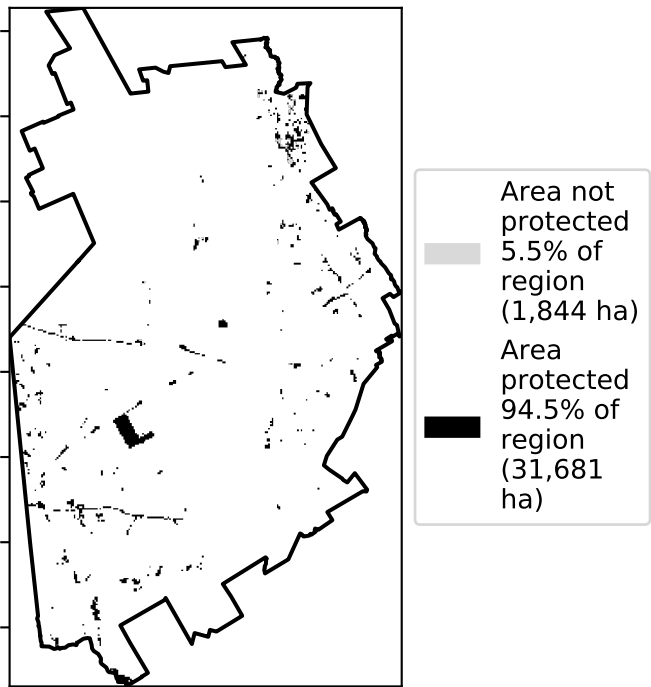 Area not
protected
5.5% of
region
(1,844 ha)
Area
protected
94.5% of
region
(31,681
ha)